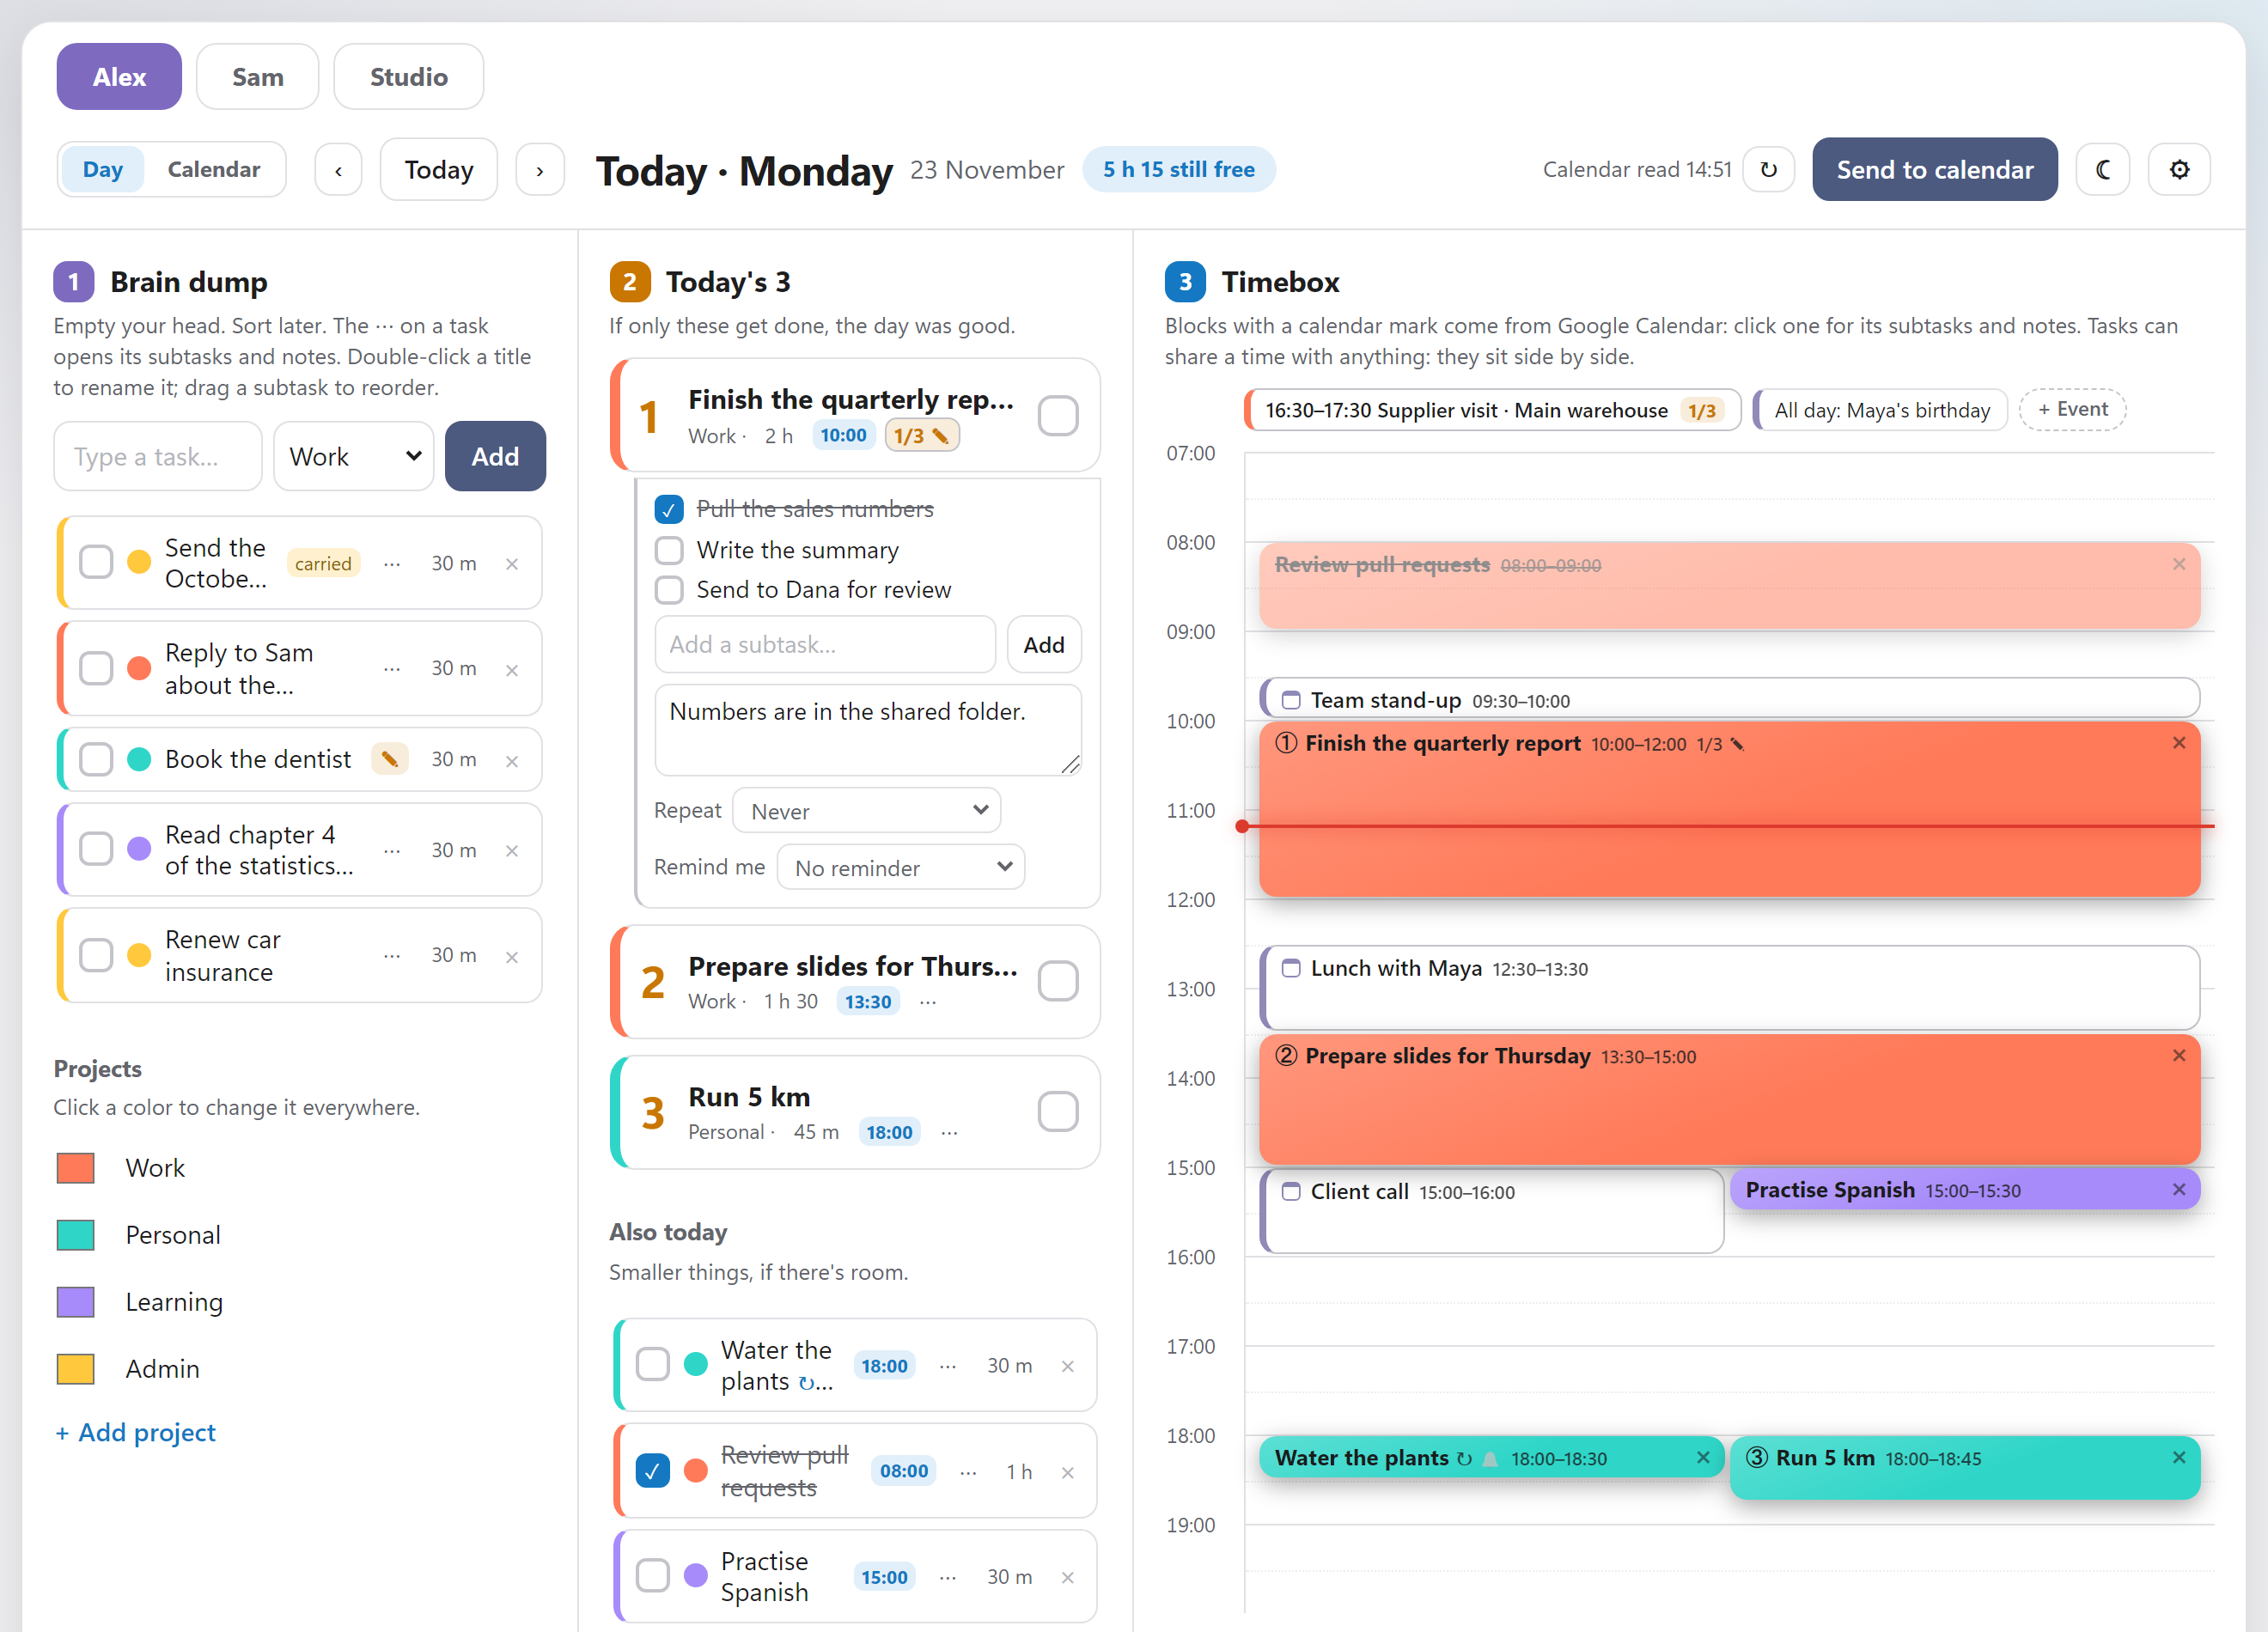 Alex
Sam
Studio
Day
Calendar
‹
Today
›
Today · Monday 23 November
5 h 15 still free
Calendar read 14:51
↻
Send to calendar
1 Brain dump
Empty your head. Sort later. The ··· on a task
opens its subtasks and notes. Double-click a title
to rename it; drag a subtask to reorder.
Type a task...
Work
Add
Send the
Octobe...
carried ··· 30 m ×
Reply to Sam
about the...
··· 30 m ×
Book the dentist
30 m ×
Read chapter 4
of the statistics...
··· 30 m ×
Renew car
insurance
··· 30 m ×
Projects
Click a color to change it everywhere.
Work
Personal
Learning
Admin
+ Add project
2 Today's 3
If only these get done, the day was good.
1 Finish the quarterly rep...
Work · 2 h 10:00 1/3 ✏
✓ Pull the sales numbers
Write the summary
Send to Dana for review
Add a subtask...
Add
Numbers are in the shared folder.
Repeat Never
Remind me No reminder
2 Prepare slides for Thurs...
Work · 1 h 30 13:30 ···
3 Run 5 km
Personal · 45 m 18:00 ···
Also today
Smaller things, if there's room.
Water the
plants ↻...
18:00 ··· 30 m ×
✓ Review pull
requests
08:00 ··· 1 h ×
Practise
Spanish
15:00 ··· 30 m ×
3 Timebox
Blocks with a calendar mark come from Google Calendar: click one for its subtasks and notes. Tasks can
share a time with anything: they sit side by side.
16:30–17:30 Supplier visit · Main warehouse 1/3
All day: Maya's birthday
+ Event
07:00
08:00
Review pull requests 08:00–09:00 ×
09:00
Team stand-up 09:30–10:00
10:00
① Finish the quarterly report 10:00–12:00 1/3 ✏ ×
11:00
12:00
Lunch with Maya 12:30–13:30
13:00
② Prepare slides for Thursday 13:30–15:00 ×
14:00
15:00
Client call 15:00–16:00
Practise Spanish 15:00–15:30 ×
16:00
17:00
18:00
Water the plants ↻ 18:00–18:30 ×
③ Run 5 km 18:00–18:45 ×
19:00